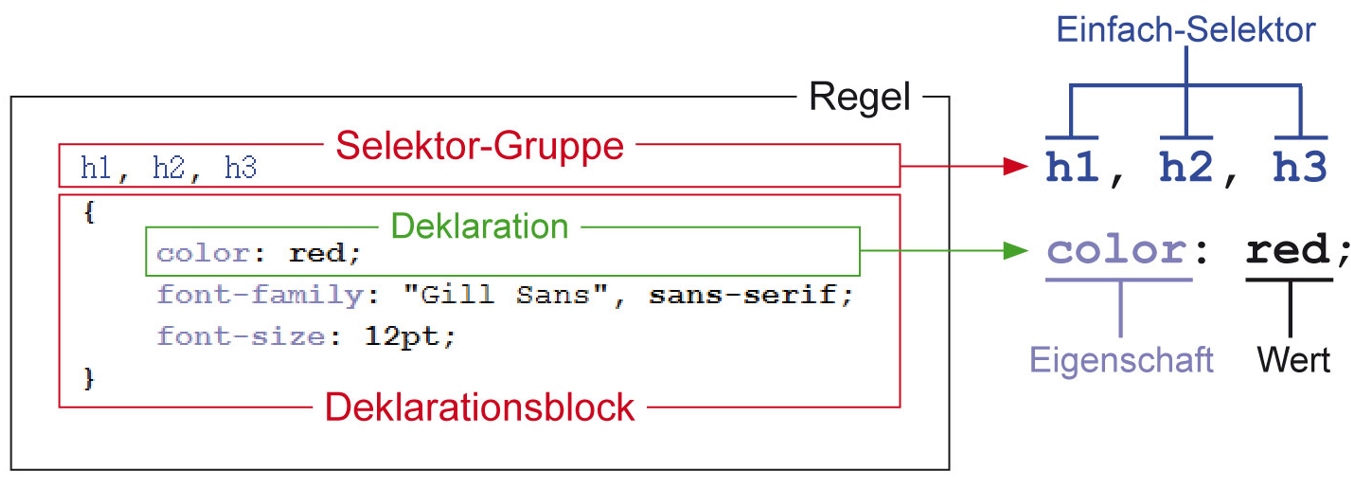 Einfach-Selektor
Regel
Selektor-Gruppe
h1, h2, h3
h1, h2, h3
{
Deklaration
color: red;
color: red;
font-family: "Gill Sans", sans-serif;
font-size: 12pt;
Eigenschaft Wert
}
Deklarationsblock